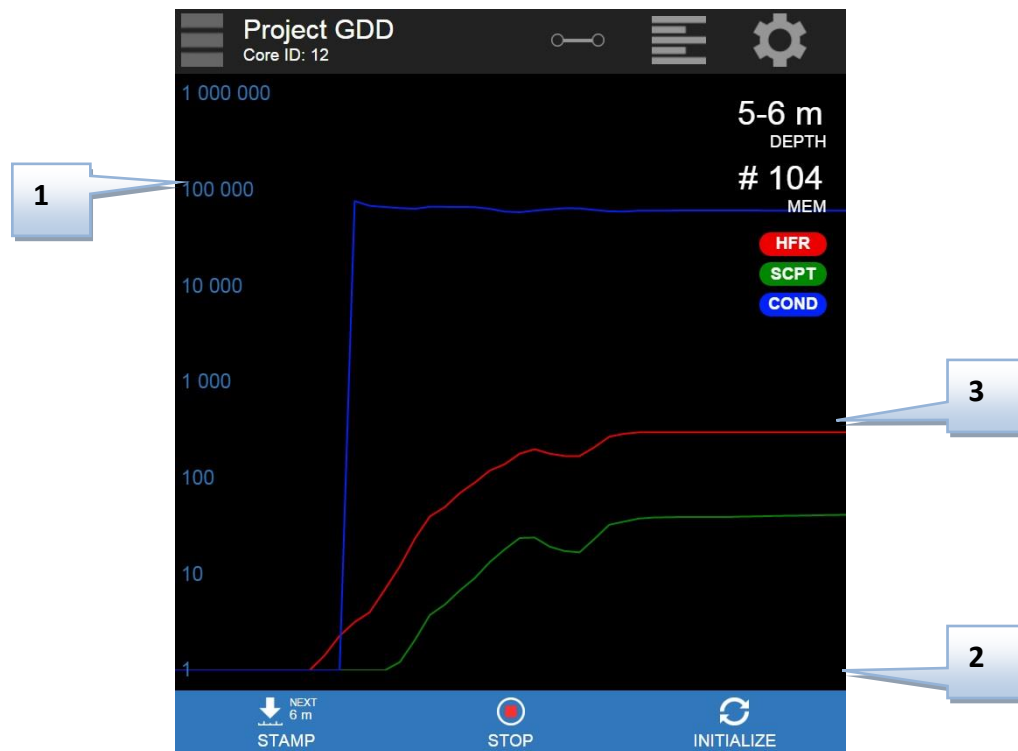 Project GDD
Core ID: 12
1 000 000
5-6 m
DEPTH
1
100 000
# 104
MEM
HFR
SCPT
10 000
COND
1 000
3
100
10
2
1
NEXT
6 m
STAMP
STOP
INITIALIZE